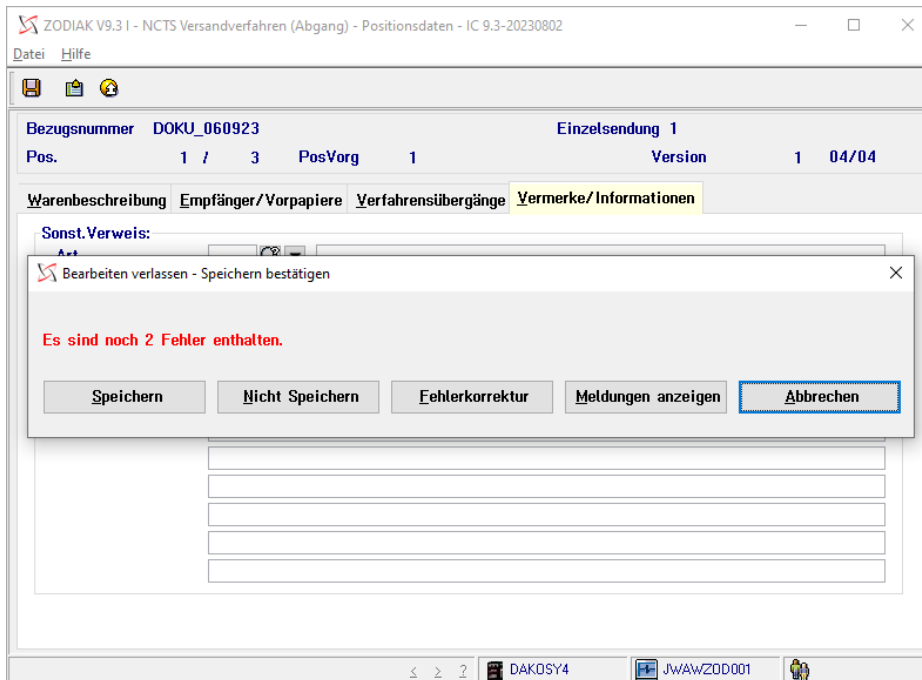 ZODIAK V9.3 I - NCTS Versandverfahren (Abgang) - Positionsdaten - IC 9.3-20230802
Datei Hilfe
Bezugsnummer DOKU_060923 Einzelsendung 1
Pos. 1 / 3 PosVorg 1 Version 1 04/04
Warenbeschreibung Empfänger/Vorpapiere Verfahrensübergänge Vermerke/Informationen
Sonst.Verweis:
Art
Bearbeiten verlassen - Speichern bestätigen
Es sind noch 2 Fehler enthalten.
Speichern Nicht Speichern Fehlerkorrektur Meldungen anzeigen Abbrechen
< > ? DAKOSY4 JWAWZOD001